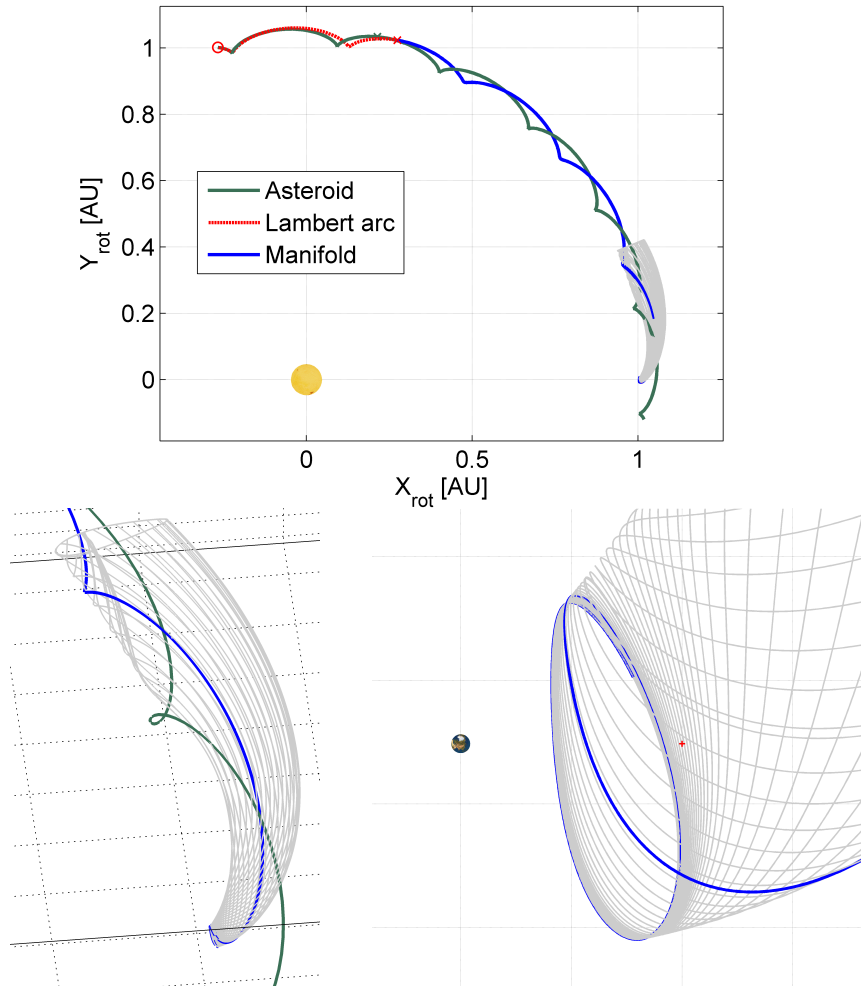 1
0.8
0.6
0.4
0.2
0
Y_rot [AU]
Asteroid
Lambert arc
Manifold
0
0.5
1
X_rot [AU]